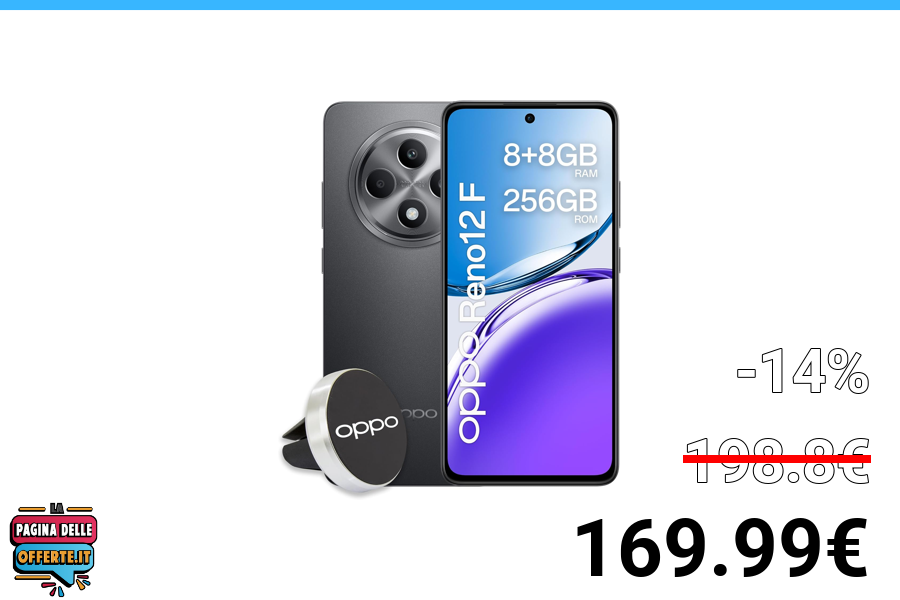 8+8GB
RAM
256GB
ROM
oppo Reno12 F
oppo
oppo
-14%
198.8€
169.99€
LA
PAGINA DELLE
OFFERTE.IT